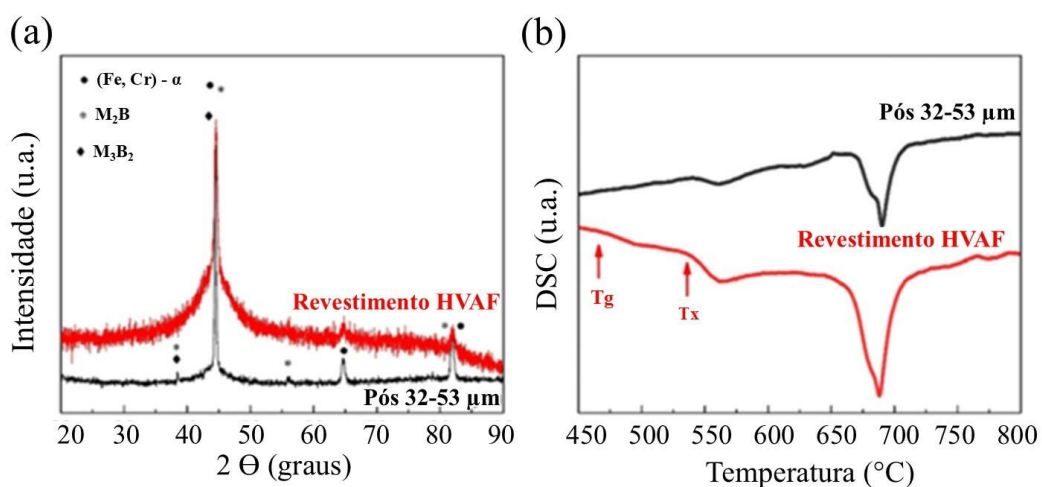 (a)
(Fe, Cr) - α
M₂B
M₃B₂
Intensidade (u.a.)
Revestimento HVAF
Pós 32-53 µm
20 30 40 50 60 70 80 90
2 ϴ (graus)
(b)
Pós 32-53 µm
DSC (u.a.)
Revestimento HVAF
Tg
Tx
450 500 550 600 650 700 750 800
Temperatura (°C)